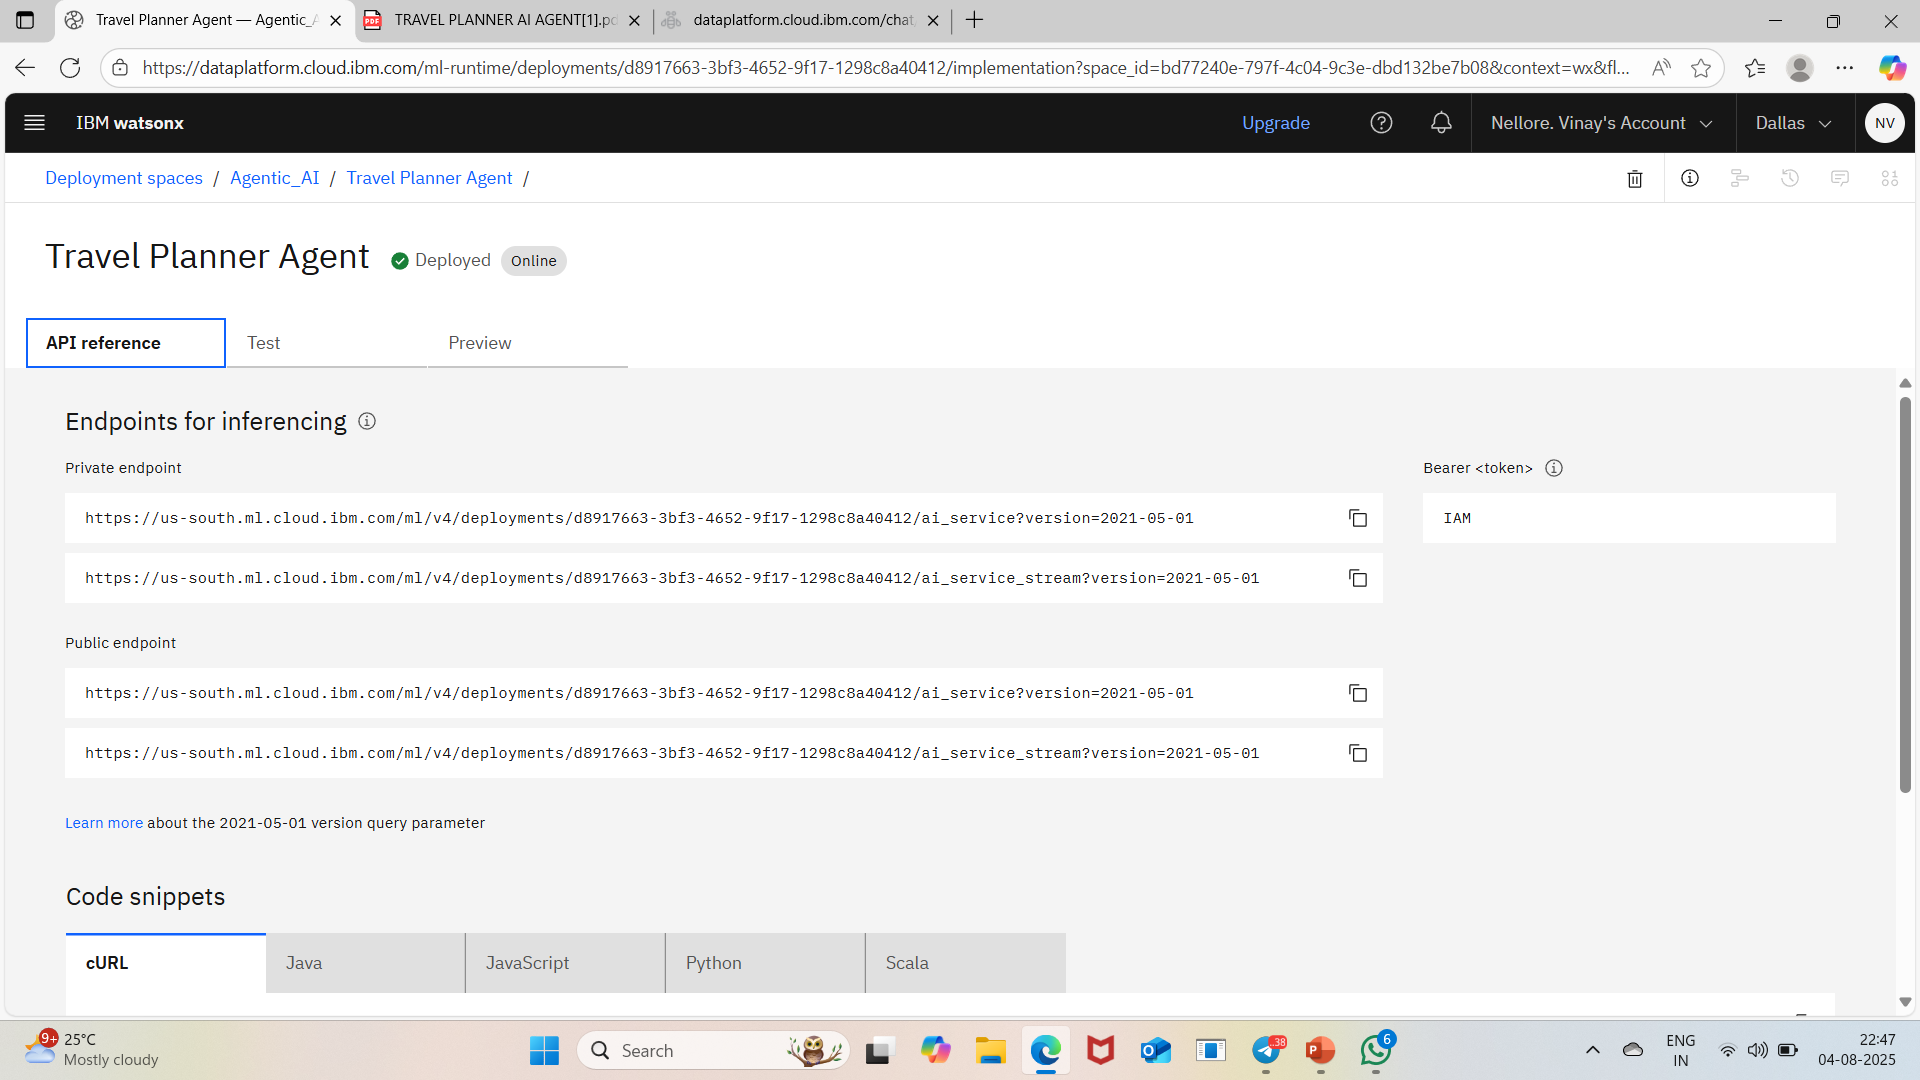 Travel Planner Agent — Agentic_A
TRAVEL PLANNER AI AGENT[1].pd
dataplatform.cloud.ibm.com/chat
https://dataplatform.cloud.ibm.com/ml-runtime/deployments/d8917663-3bf3-4652-9f17-1298c8a40412/implementation?space_id=bd77240e-797f-4c04-9c3e-dbd132be7b08&context=wx&fl...
IBM watsonx
Upgrade
Nellore. Vinay's Account
Dallas
NV
Deployment spaces / Agentic_AI / Travel Planner Agent /
Travel Planner Agent
Deployed
Online
API reference
Test
Preview
Endpoints for inferencing
Private endpoint
Bearer <token>
https://us-south.ml.cloud.ibm.com/ml/v4/deployments/d8917663-3bf3-4652-9f17-1298c8a40412/ai_service?version=2021-05-01
IAM
https://us-south.ml.cloud.ibm.com/ml/v4/deployments/d8917663-3bf3-4652-9f17-1298c8a40412/ai_service_stream?version=2021-05-01
Public endpoint
https://us-south.ml.cloud.ibm.com/ml/v4/deployments/d8917663-3bf3-4652-9f17-1298c8a40412/ai_service?version=2021-05-01
https://us-south.ml.cloud.ibm.com/ml/v4/deployments/d8917663-3bf3-4652-9f17-1298c8a40412/ai_service_stream?version=2021-05-01
Learn more about the 2021-05-01 version query parameter
Code snippets
cURL
Java
JavaScript
Python
Scala
9+
25°C
Mostly cloudy
Search
.38
6
ENG
IN
22:47
04-08-2025